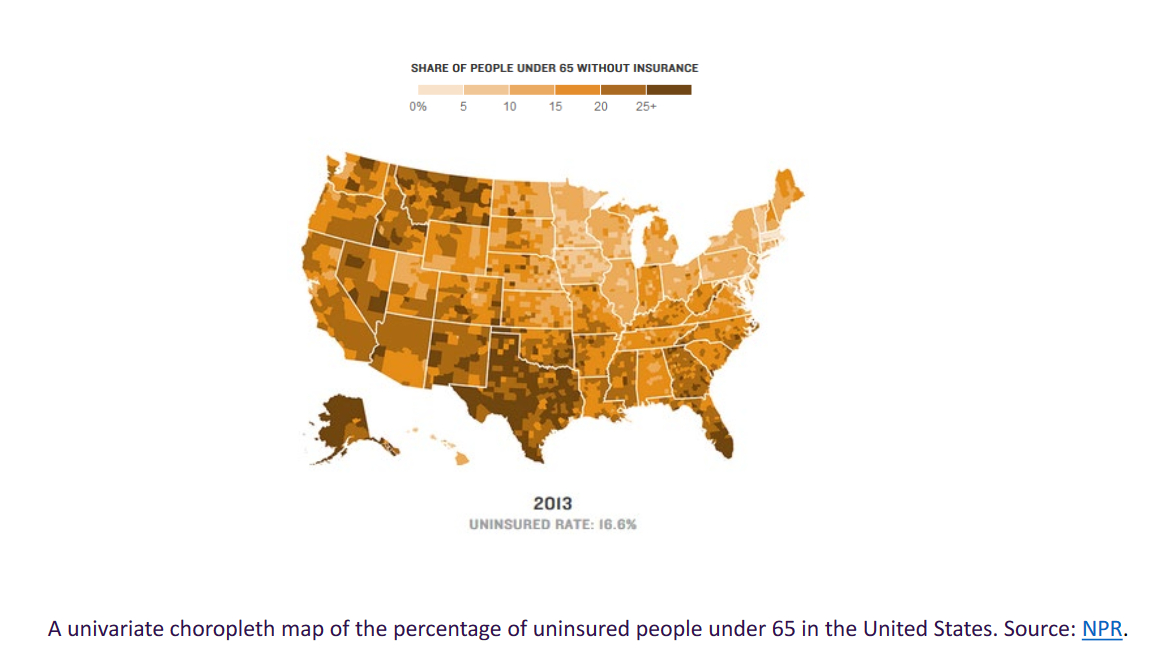 SHARE OF PEOPLE UNDER 65 WITHOUT INSURANCE
0% 5 10 15 20 25+
2013
UNINSURED RATE: 16.6%
A univariate choropleth map of the percentage of uninsured people under 65 in the United States. Source: NPR.